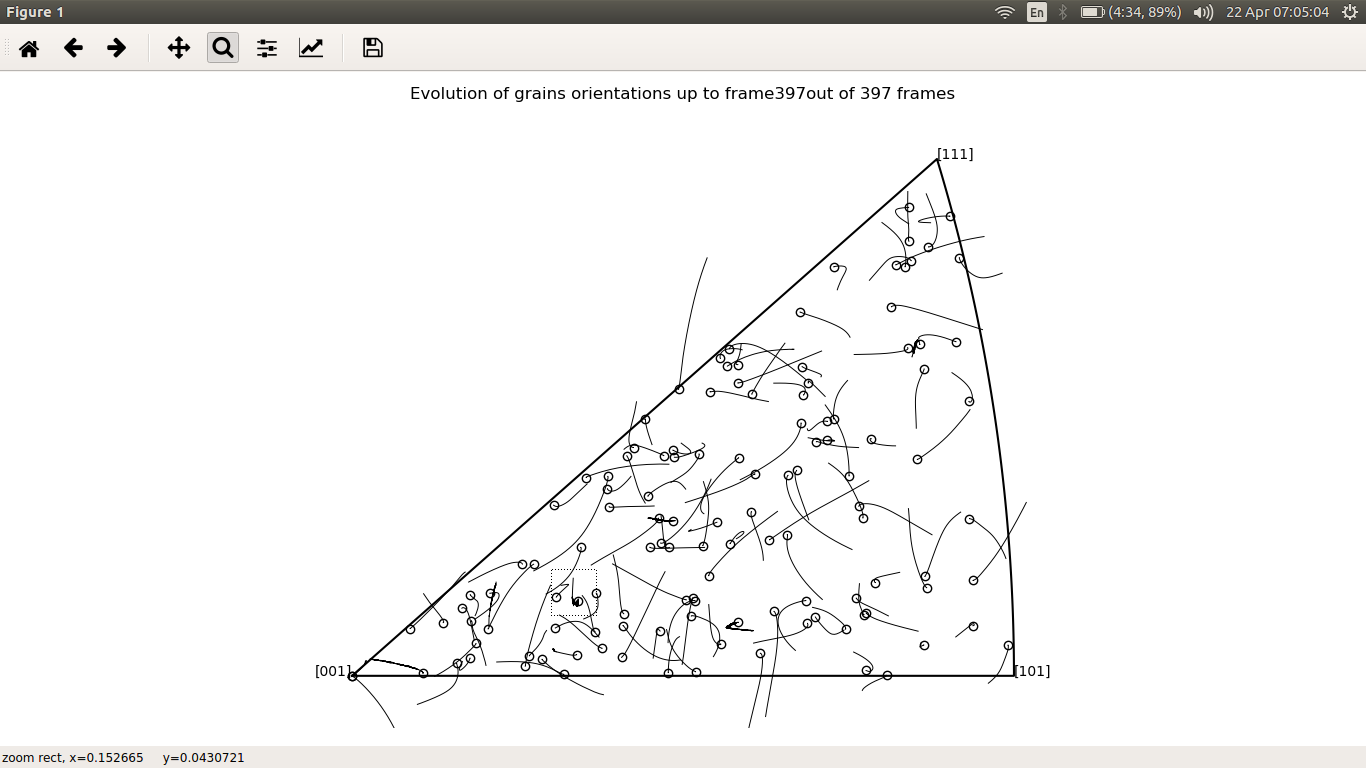 Figure 1
En
(4:34, 89%)
22 Apr 07:05:04
Evolution of grains orientations up to frame397out of 397 frames
[111]
[001]
[101]
zoom rect, x=0.152665 y=0.0430721